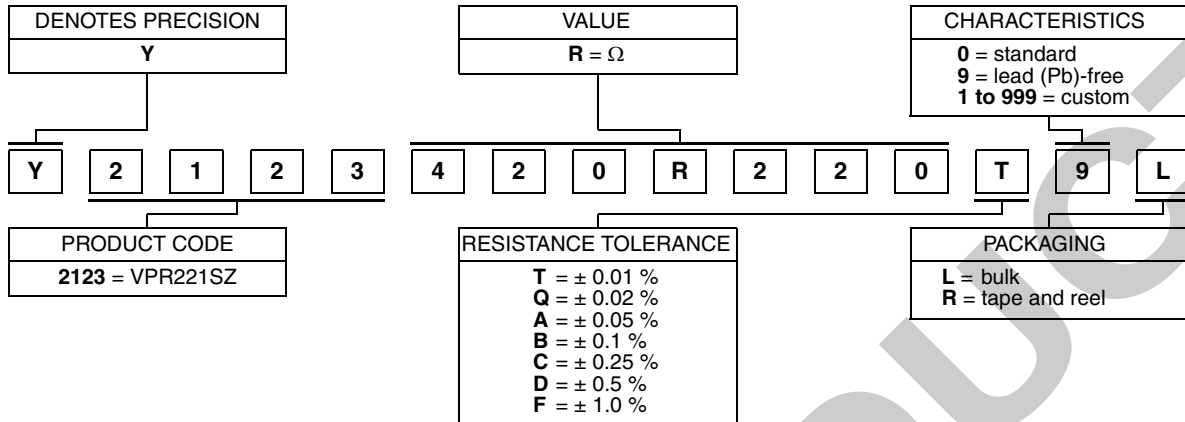 DENOTES PRECISION
Y
VALUE
R = Ω
CHARACTERISTICS
0 = standard
9 = lead (Pb)-free
1 to 999 = custom
Y 2 1 2 3 4 2 0 R 2 2 0 T 9 L
PRODUCT CODE
2123 = VPR221SZ
RESISTANCE TOLERANCE
T = ± 0.01 %
Q = ± 0.02 %
A = ± 0.05 %
B = ± 0.1 %
C = ± 0.25 %
D = ± 0.5 %
F = ± 1.0 %
PACKAGING
L = bulk
R = tape and reel